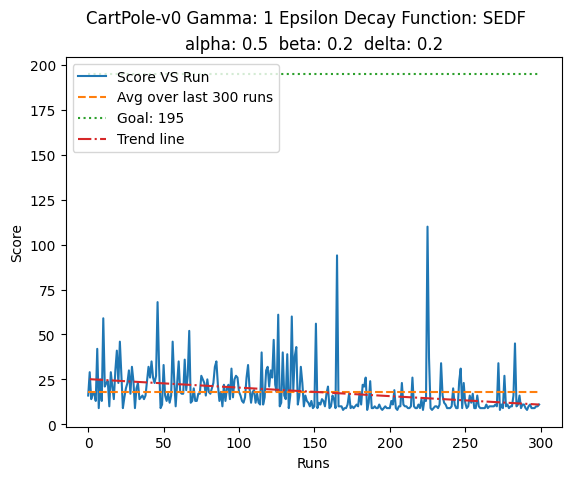 CartPole-v0 Gamma: 1 Epsilon Decay Function: SEDF
alpha: 0.5 beta: 0.2 delta: 0.2
Score VS Run
Avg over last 300 runs
Goal: 195
Trend line
Score
200
175
150
125
100
75
50
25
0
0
50
100
150
200
250
300
Runs